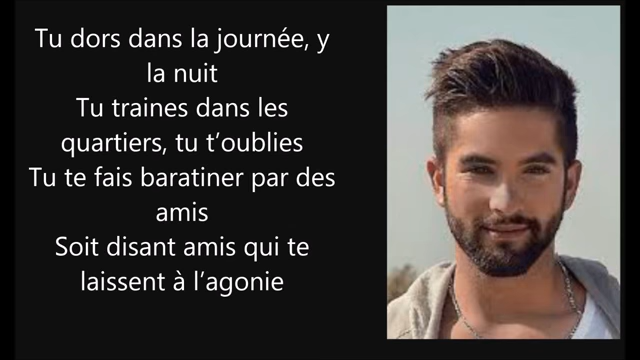 Tu dors dans la journée, y
la nuit
Tu traines dans les
quartiers, tu t’oublies
Tu te fais baratiner par des
amis
Soit disant amis qui te
laissent à l’agonie